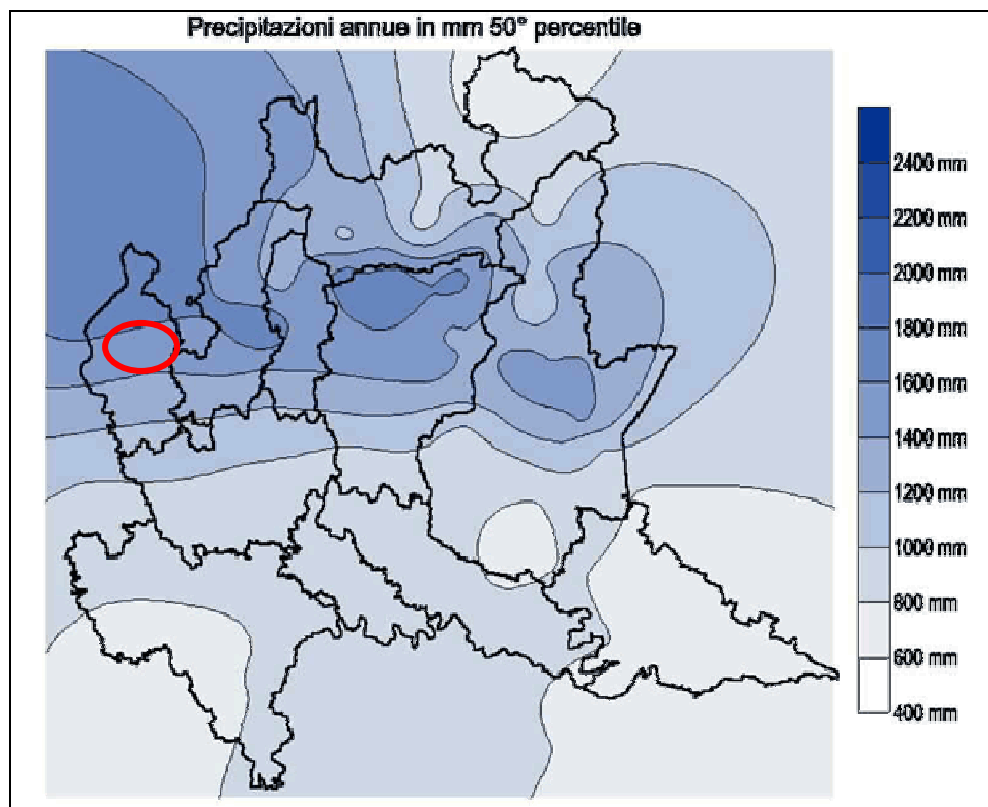 Precipitazioni annue in mm 50° percentile
2400 mm
2200 mm
2000 mm
1800 mm
1600 mm
1400 mm
1200 mm
1000 mm
800 mm
600 mm
400 mm